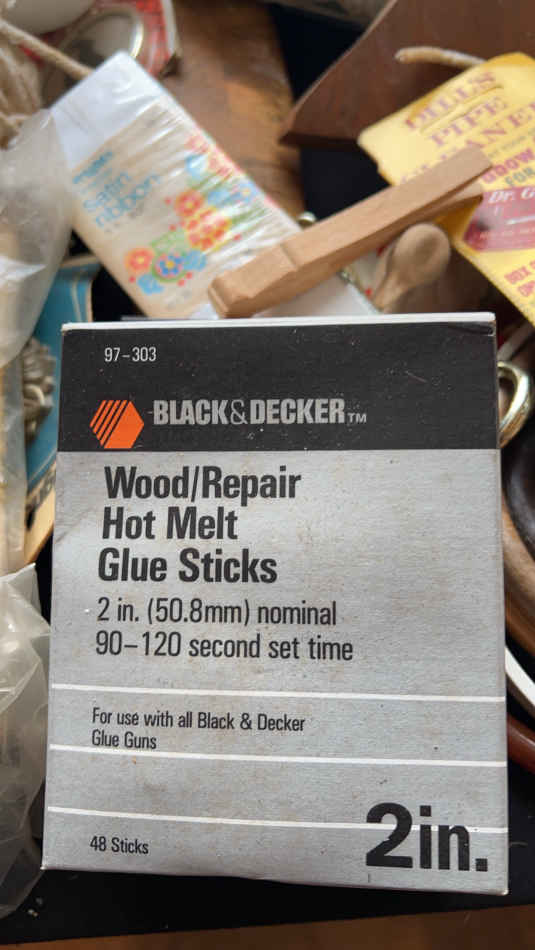 Satin
ribbon
DILLS
PIPE
97-303
BLACK&DECKER™
Wood/Repair
Hot Melt
Glue Sticks
2 in. (50.8mm) nominal
90-120 second set time
For use with all Black & Decker
Glue Guns
48 Sticks
2in.